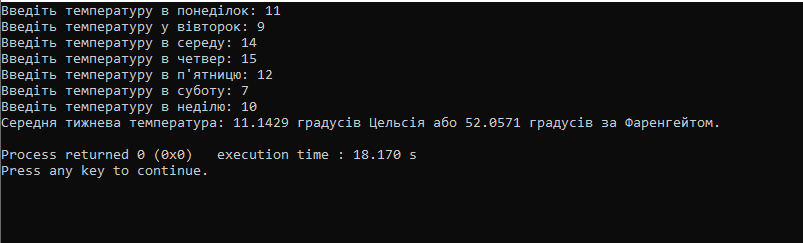 Введіть температуру в понеділок: 11
Введіть температуру у вівторок: 9
Введіть температуру в середу: 14
Введіть температуру в четвер: 15
Введіть температуру в п'ятницю: 12
Введіть температуру в суботу: 7
Введіть температуру в неділю: 10
Середня тижнева температура: 11.1429 градусів Цельсія або 52.0571 градусів за Фаренгейтом.
Process returned 0 (0x0)   execution time : 18.170 s
Press any key to continue.